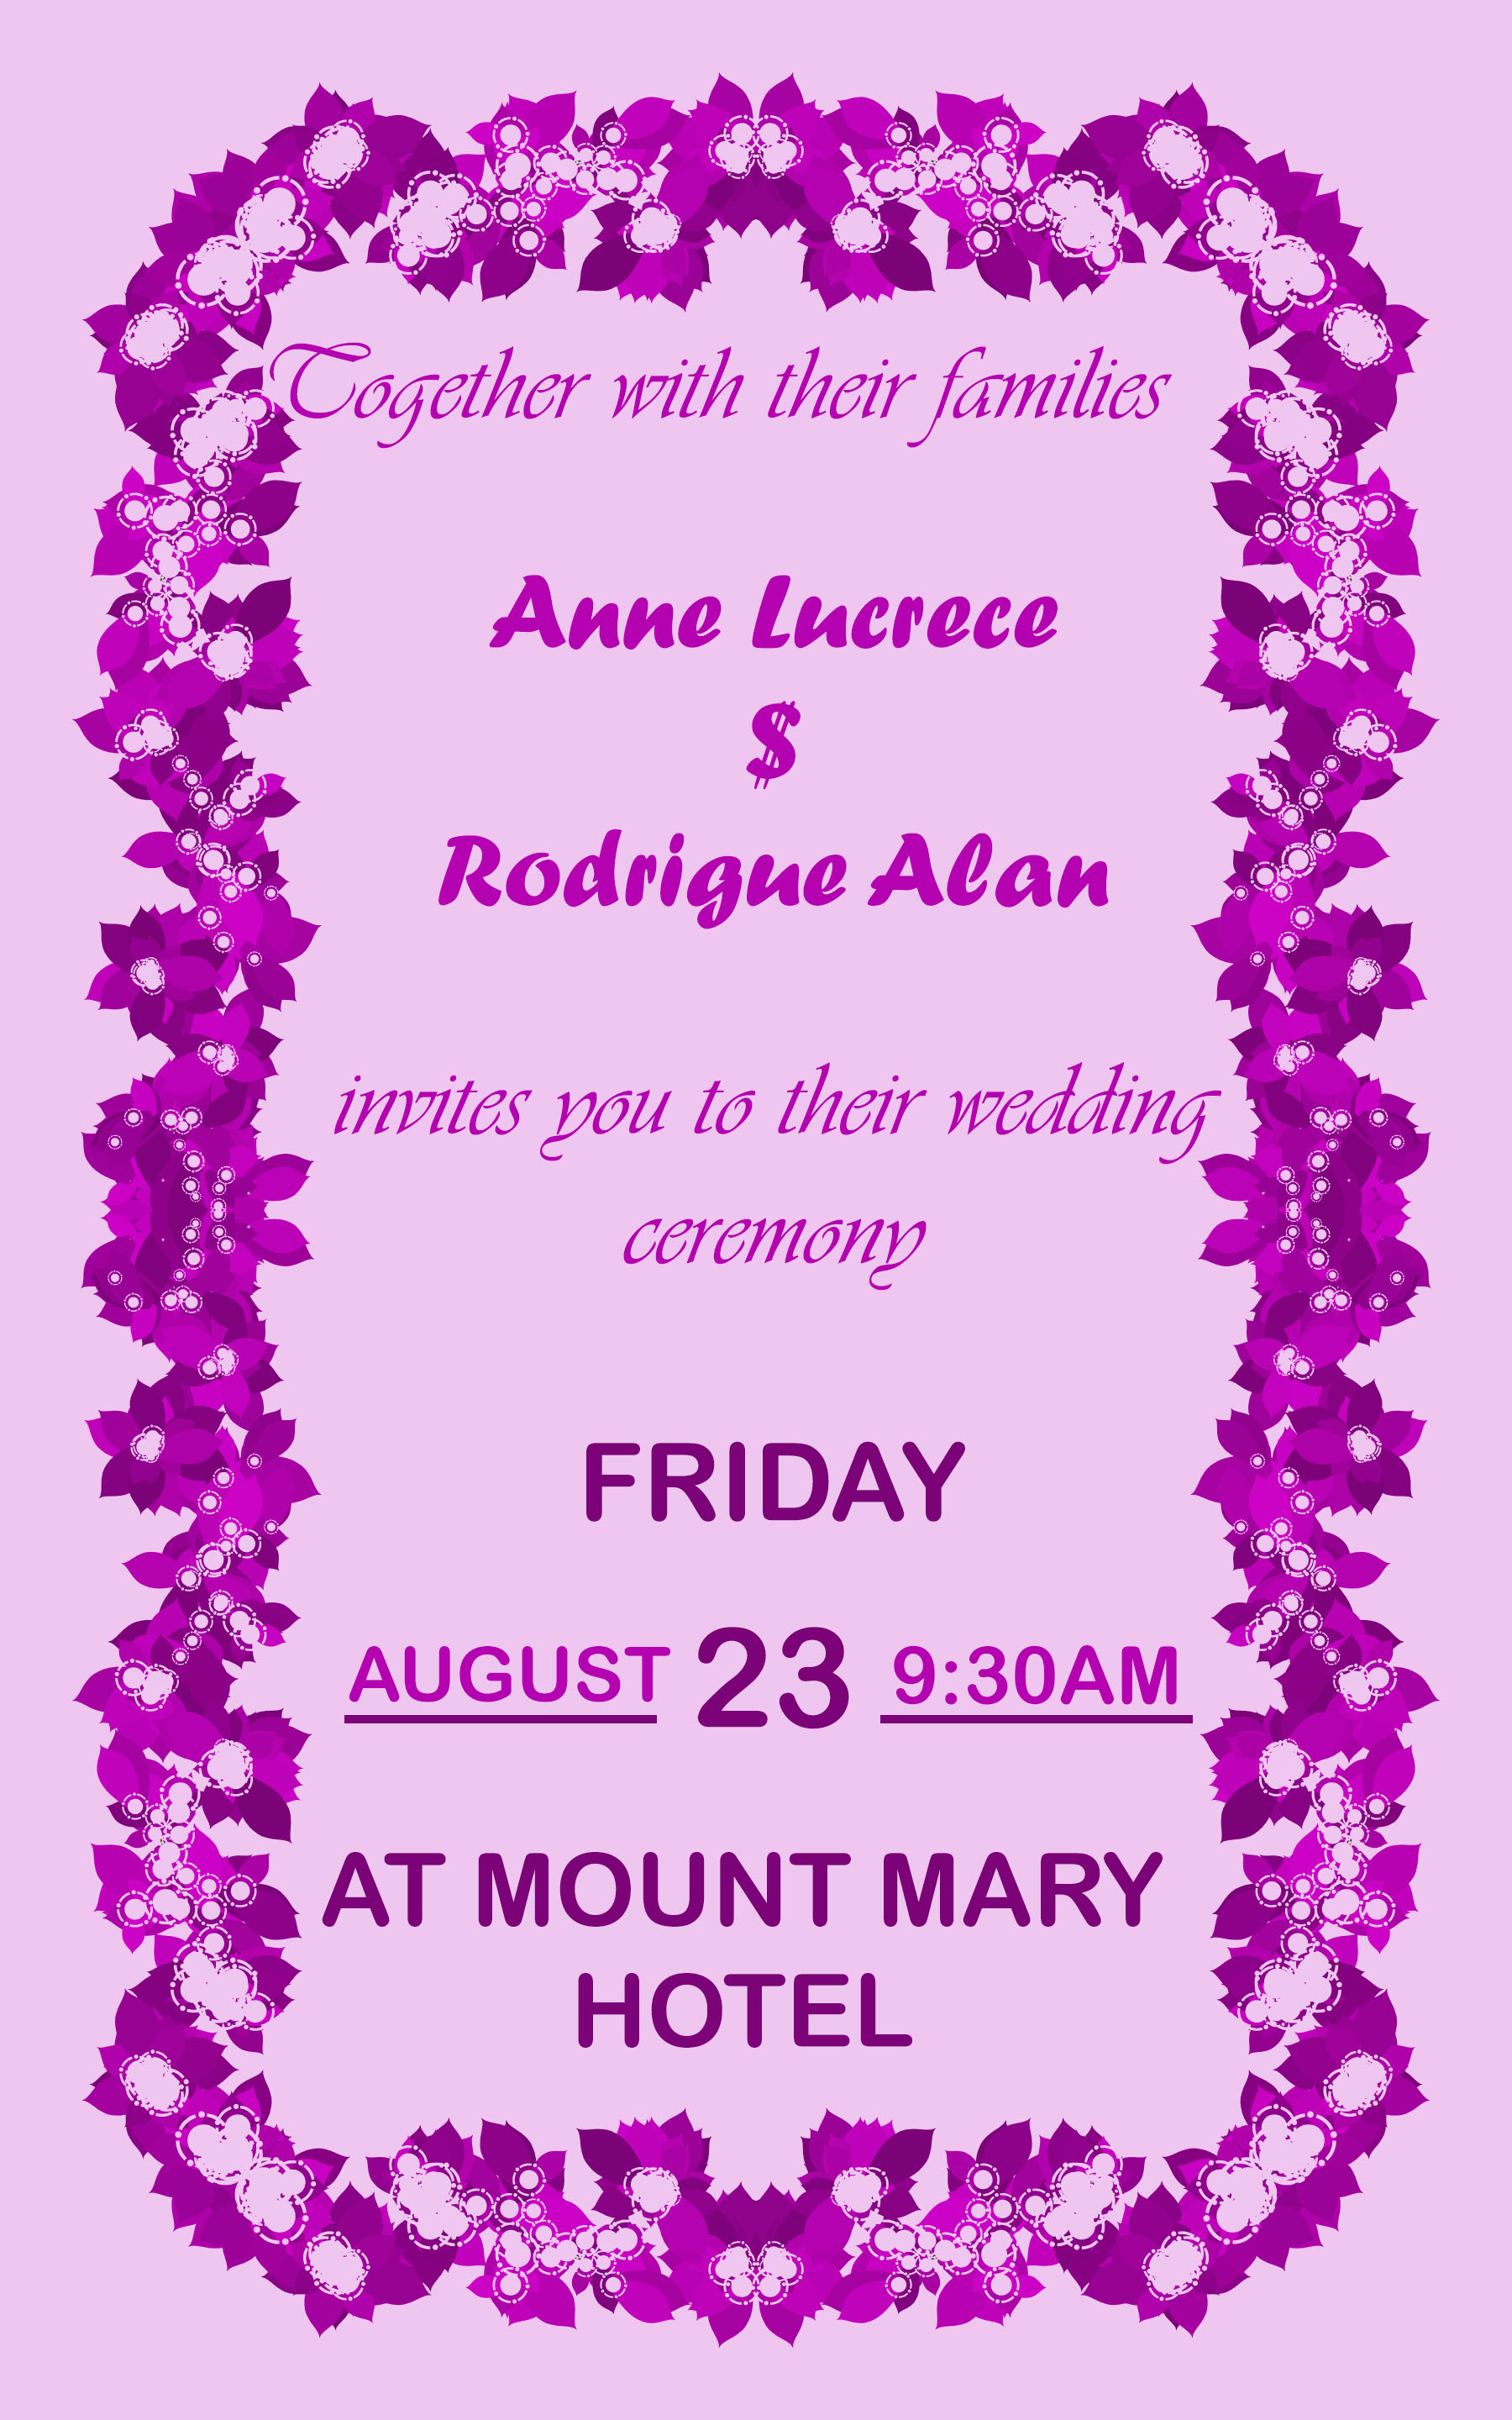 Together with their families
Anne Lucrece
$
Rodrigue Alan
invites you to their wedding
ceremony
FRIDAY
AUGUST 23 9:30AM
AT MOUNT MARY
HOTEL